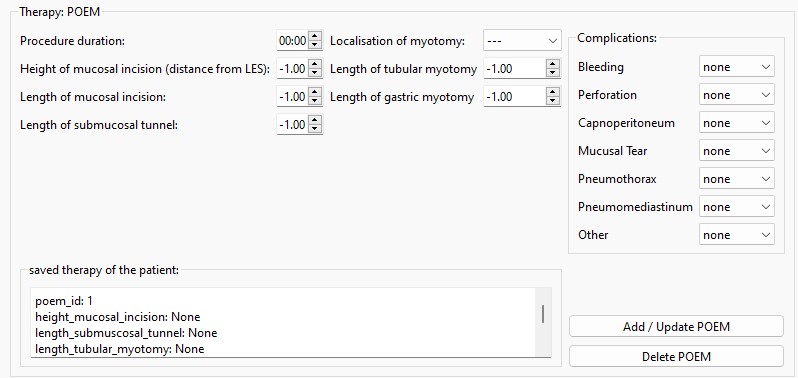 Therapy: POEM
Procedure duration: 00:00 Localisation of myotomy: ---
Height of mucosal incision (distance from LES): -1.00 Length of tubular myotomy -1.00
Length of mucosal incision: -1.00 Length of gastric myotomy -1.00
Length of submucosal tunnel: -1.00
Complications:
Bleeding none
Perforation none
Capnoperitoneum none
Mucusal Tear none
Pneumothorax none
Pneumomediastinum none
Other none
saved therapy of the patient:
poem_id: 1
height_mucosal_incision: None
length_submuscosal_tunnel: None
length_tubular_myotomy: None
Add / Update POEM
Delete POEM